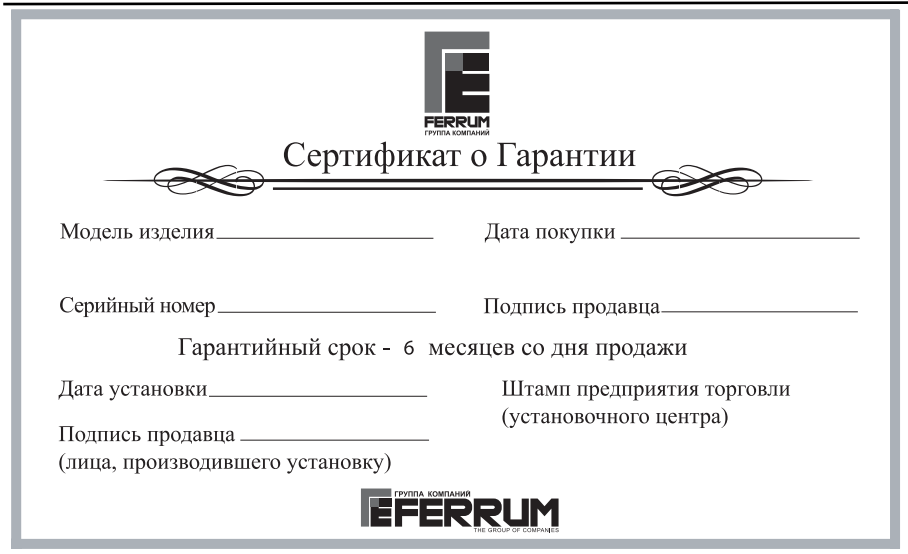 FERRUM
ГРУППА КОМПАНИЙ
Сертификат о Гарантии
Модель изделия
Дата покупки
Серийный номер
Подпись продавца
Гарантийный срок - 6 месяцев со дня продажи
Дата установки
Штамп предприятия торговли
(установочного центра)
Подпись продавца
(лица, производившего установку)
ГРУППА КОМПАНИЙ
FERRUM
THE GROUP OF COMPANIES